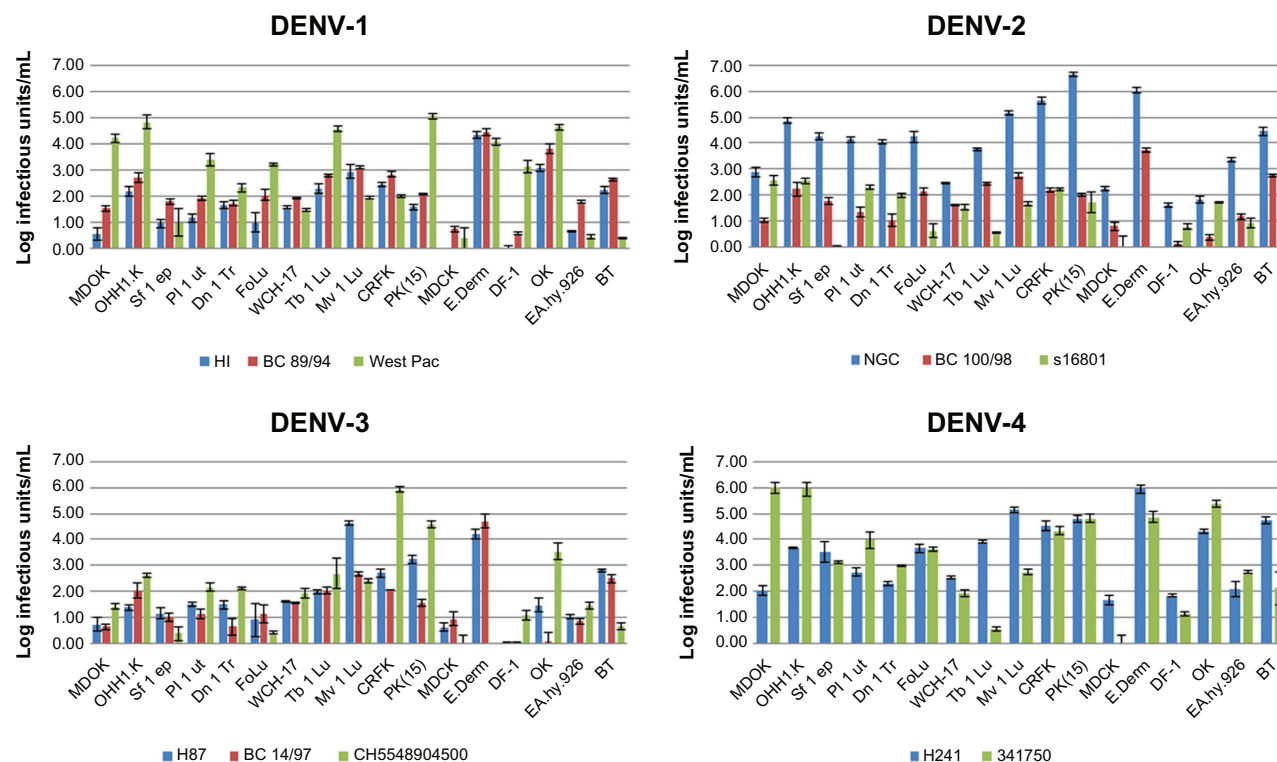 DENV-1
Log infectious units/mL
7.00
6.00
5.00
4.00
3.00
2.00
1.00
0.00
MDOK
OHH1.K
Sf 1 ep
Pl 1 ut
Dn 1 Tr
FoLu
WCH-17
Tb 1 Lu
Mv 1 Lu
CRFK
PK(15)
MDCK
E.Derm
DF-1
OK
EA.hy.926
BT
HI BC 89/94 West Pac
DENV-2
Log infectious units/mL
7.00
6.00
5.00
4.00
3.00
2.00
1.00
0.00
MDOK
OHH1.K
Sf 1 ep
Pl 1 ut
Dn 1 Tr
FoLu
WCH-17
Tb 1 Lu
Mv 1 Lu
CRFK
PK(15)
MDCK
E.Derm
DF-1
OK
EA.hy.926
BT
NGC BC 100/98 s16801
DENV-3
Log infectious units/mL
7.00
6.00
5.00
4.00
3.00
2.00
1.00
0.00
MDOK
OHH1.K
Sf 1 ep
Pl 1 ut
Dn 1 Tr
FoLu
WCH-17
Tb 1 Lu
Mv 1 Lu
CRFK
PK(15)
MDCK
E.Derm
DF-1
OK
EA.hy.926
BT
H87 BC 14/97 CH5548904500
DENV-4
Log infectious units/mL
7.00
6.00
5.00
4.00
3.00
2.00
1.00
0.00
MDOK
OHH1.K
Sf 1 ep
Pl 1 ut
Dn 1 Tr
FoLu
WCH-17
Tb 1 Lu
Mv 1 Lu
CRFK
PK(15)
MDCK
E.Derm
DF-1
OK
EA.hy.926
BT
H241 341750